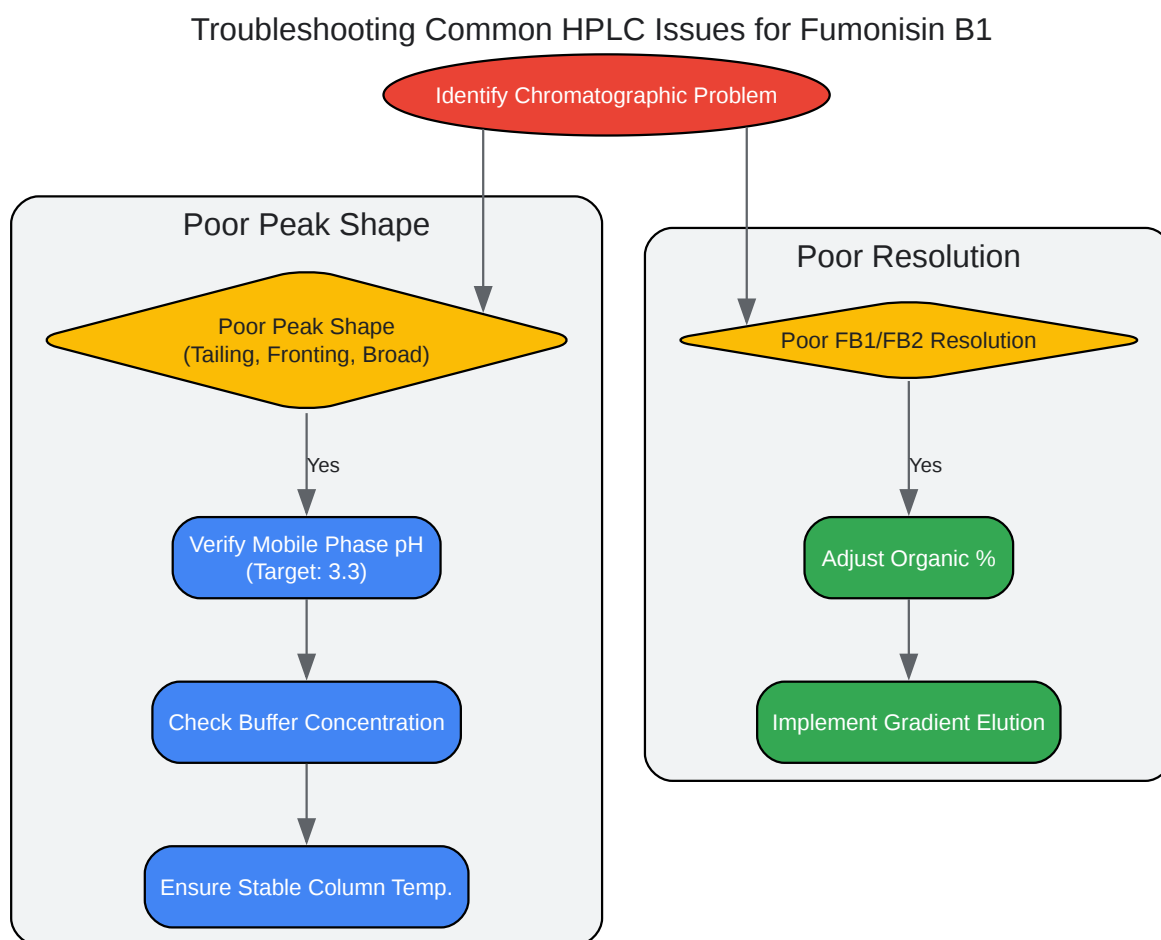 Troubleshooting Common HPLC Issues for Fumonisin B1
Identify Chromatographic Problem
Poor Peak Shape
Poor Peak Shape
(Tailing, Fronting, Broad)
Yes
Verify Mobile Phase pH
(Target: 3.3)
Check Buffer Concentration
Ensure Stable Column Temp.
Poor Resolution
Poor FB1/FB2 Resolution
Yes
Adjust Organic %
Implement Gradient Elution